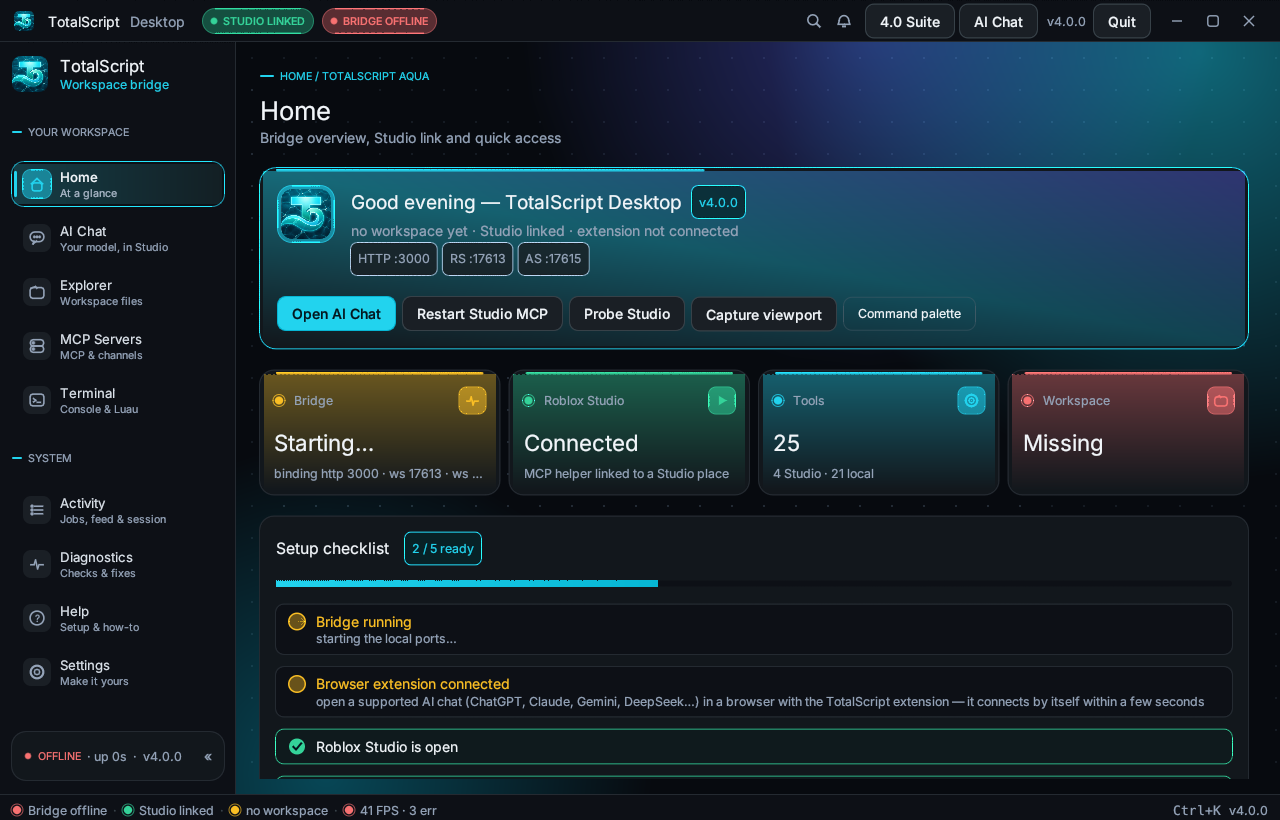 TotalScript Desktop STUDIO LINKED BRIDGE OFFLINE 4.0 Suite AI Chat v4.0.0 Quit
TotalScript
Workspace bridge
YOUR WORKSPACE
Home
At a glance
AI Chat
Your model, in Studio
Explorer
Workspace files
MCP Servers
MCP & channels
Terminal
Console & Luau
SYSTEM
Activity
Jobs, feed & session
Diagnostics
Checks & fixes
Help
Setup & how-to
Settings
Make it yours
OFFLINE · up 0s · v4.0.0 «
HOME / TOTALSCRIPT AQUA
Home
Bridge overview, Studio link and quick access
Good evening — TotalScript Desktop v4.0.0
no workspace yet · Studio linked · extension not connected
HTTP :3000 RS :17613 AS :17615
Open AI Chat Restart Studio MCP Probe Studio Capture viewport Command palette
Bridge
Starting...
binding http 3000 · ws 17613 · ws ...
Roblox Studio
Connected
MCP helper linked to a Studio place
Tools
25
4 Studio · 21 local
Workspace
Missing
Setup checklist 2 / 5 ready
Bridge running
starting the local ports...
Browser extension connected
open a supported AI chat (ChatGPT, Claude, Gemini, DeepSeek...) in a browser with the TotalScript extension — it connects by itself within a few seconds
Roblox Studio is open
Bridge offline · Studio linked · no workspace · 41 FPS · 3 err Ctrl+K v4.0.0